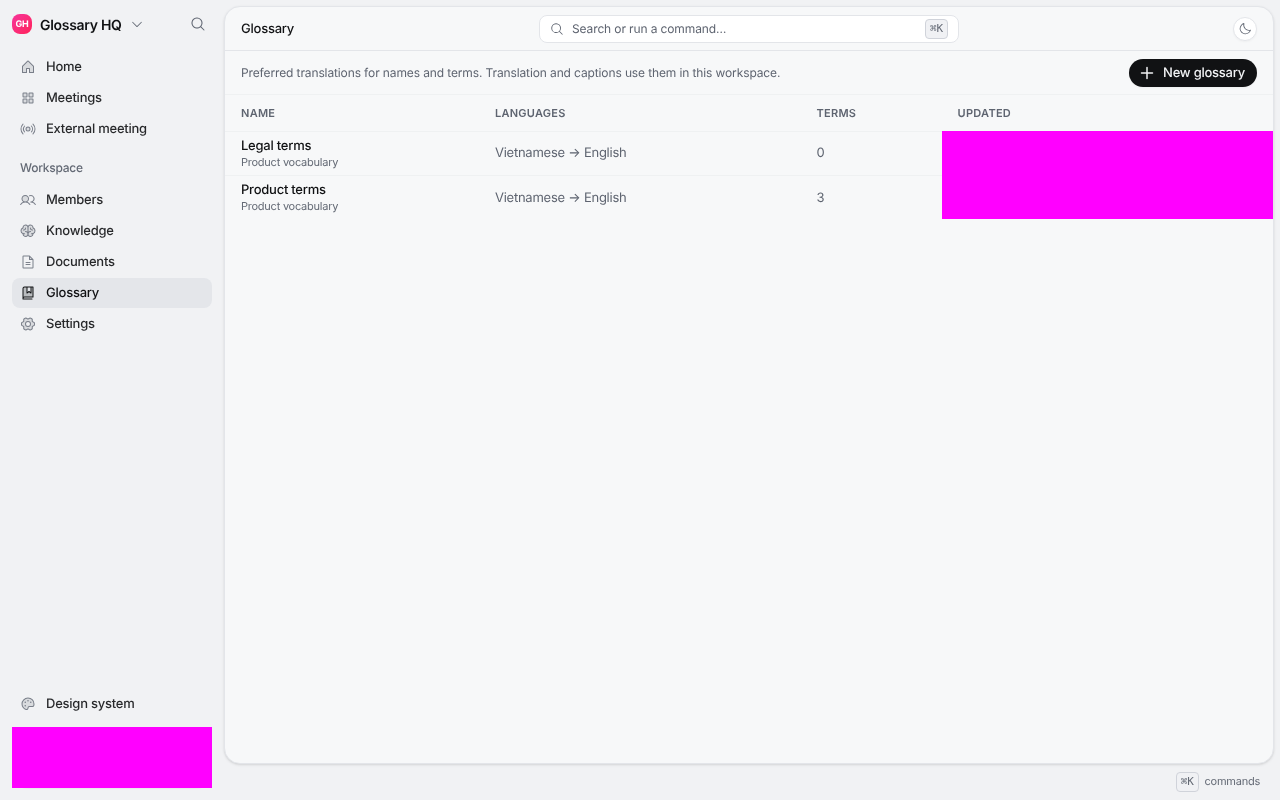 GH Glossary HQ
Home
Meetings
External meeting
Workspace
Members
Knowledge
Documents
Glossary
Settings
Design system
Glossary
Search or run a command...
⌘K
Preferred translations for names and terms. Translation and captions use them in this workspace.
New glossary
NAME LANGUAGES TERMS UPDATED
Legal terms
Product vocabulary
Vietnamese → English
0
Product terms
Product vocabulary
Vietnamese → English
3
⌘K commands